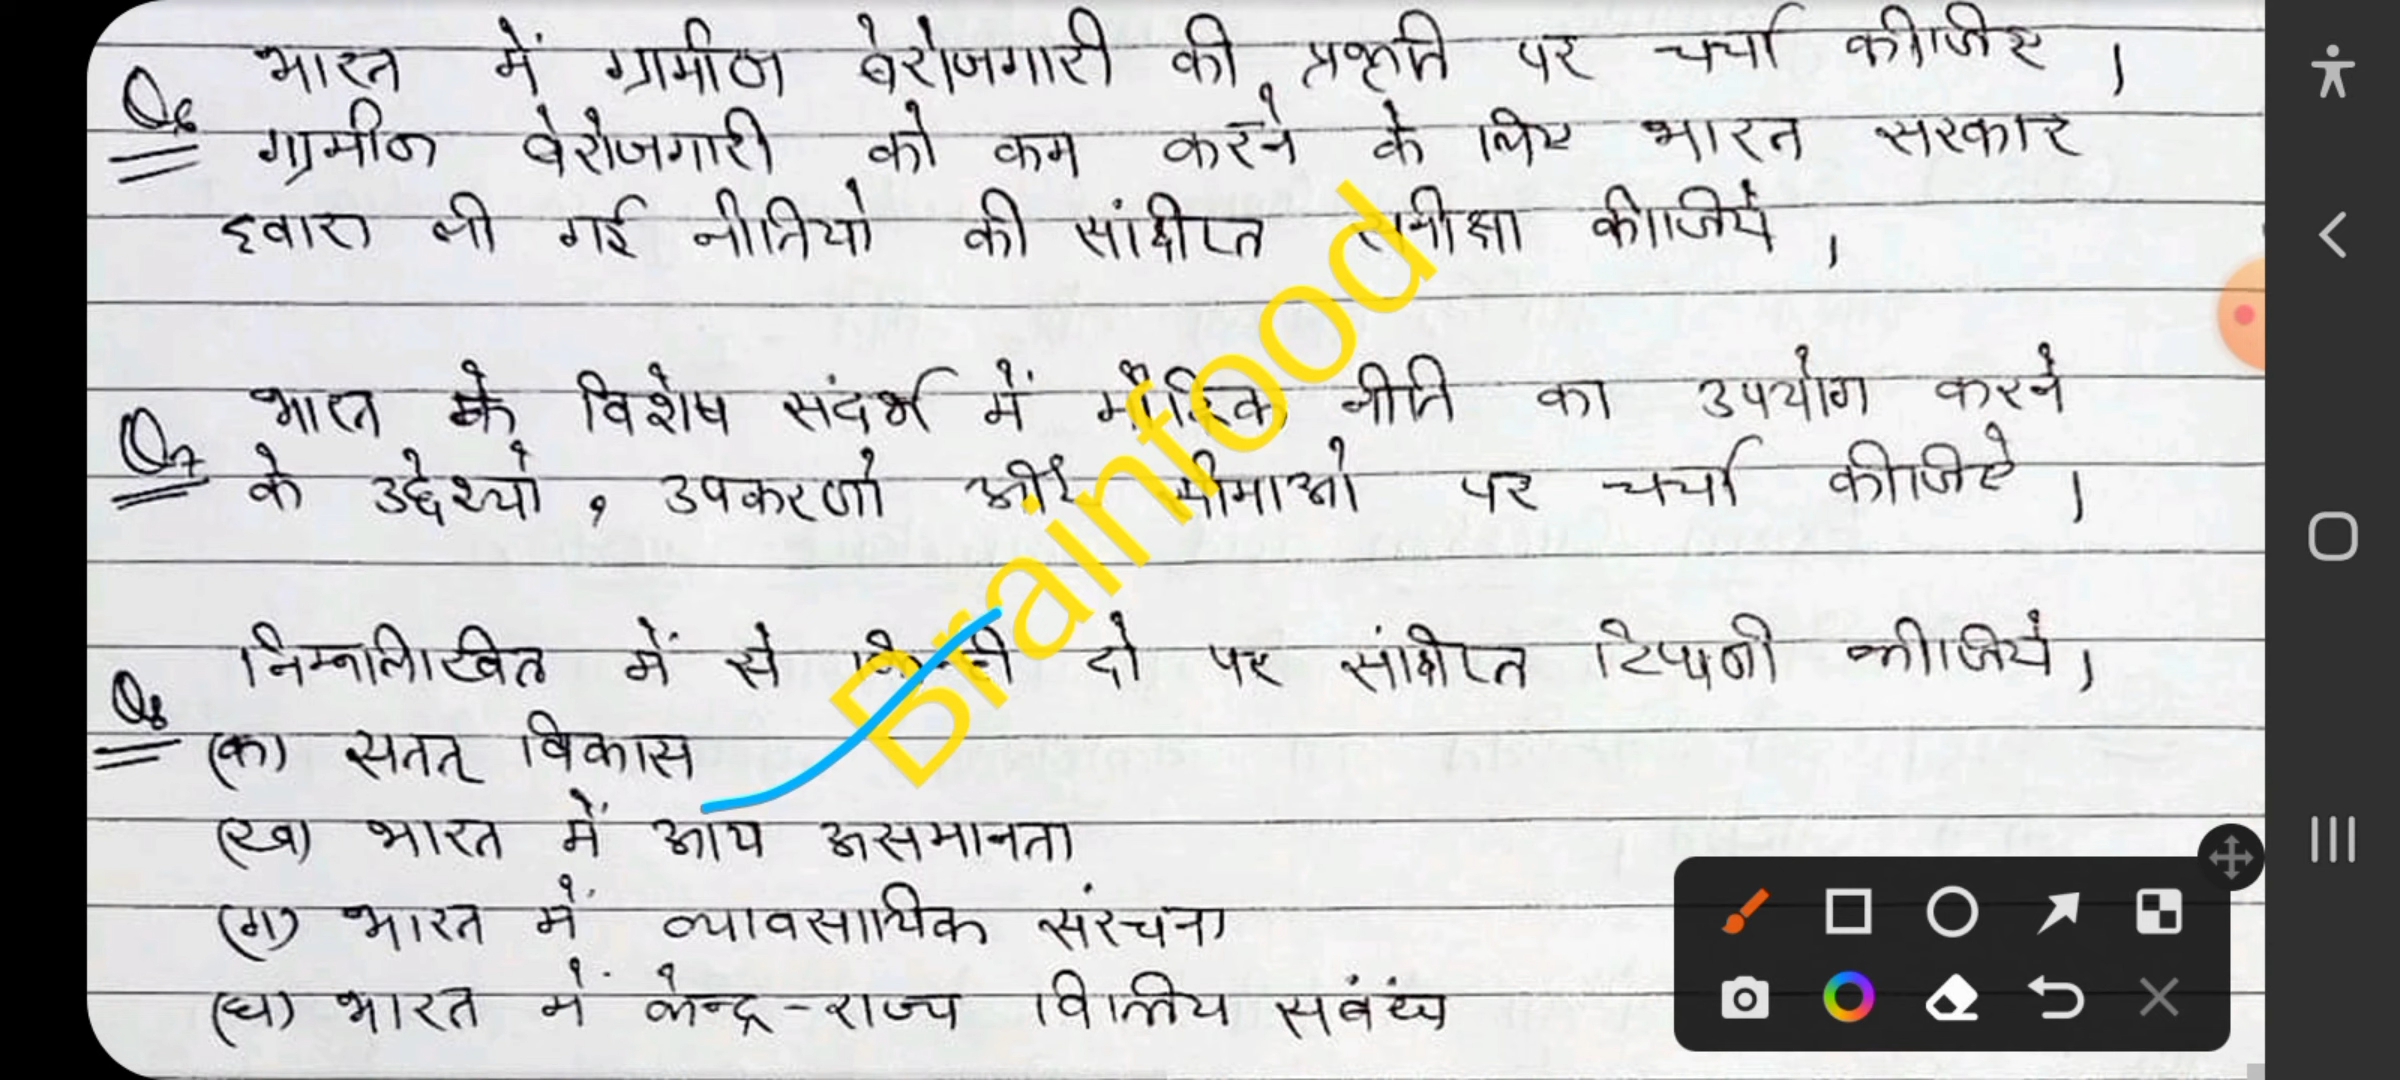 Q6 भारत में ग्रामीण बेरोजगारी की प्रकृति पर चर्चा कीजिए ।
ग्रामीण बेरोजगारी को कम करने के लिए भारत सरकार
द्वारा ली गई नीतियों की संक्षिप्त समीक्षा कीजिये ।
Q7 भारत के विशेष संदर्भ में मौद्रिक नीति का उपयोग करने
के उद्देश्यों , उपकरणों और सीमाओं पर चर्चा कीजिए ।
Q8 निम्नलिखित में से किन्ही दो पर संक्षिप्त टिप्पणी कीजिये ।
(क) सतत् विकास
(ख) भारत में आय असमानता
(ग) भारत में व्यावसायिक संरचना
(घ) भारत में केन्द्र-राज्य वित्तीय संबंध
Brainfood